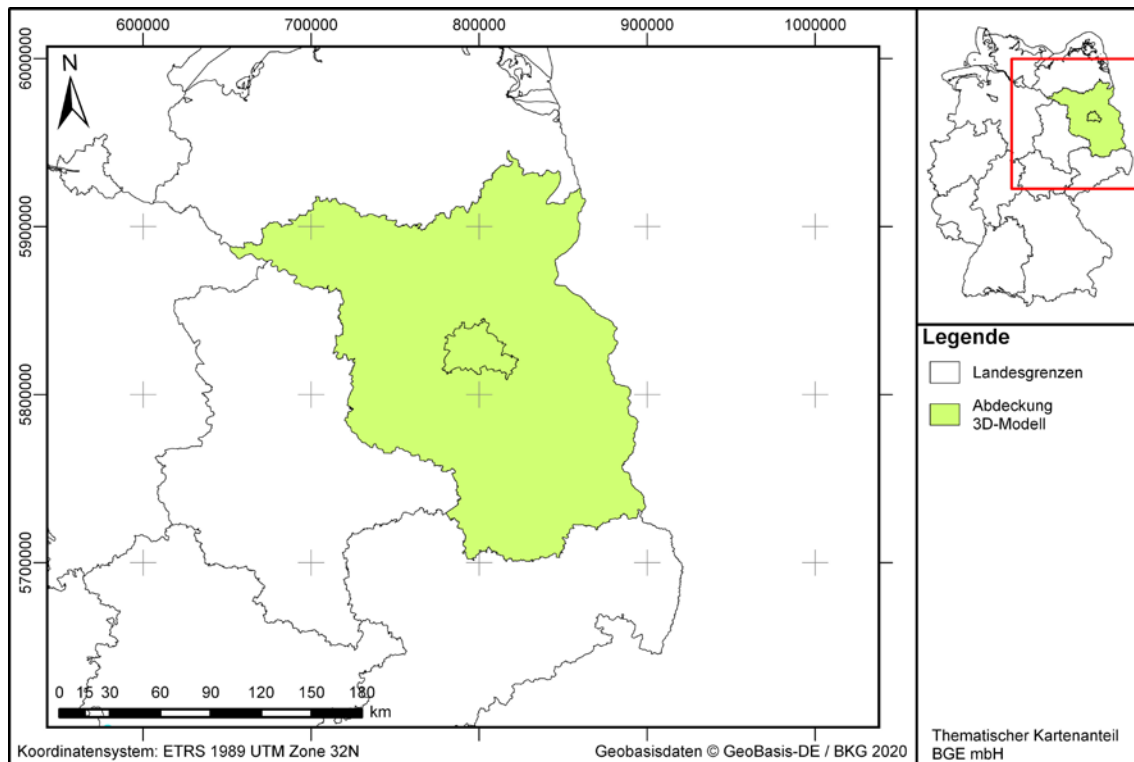 600000 700000 800000 900000 1000000
6000000
5900000
5800000
5700000
N
0 15 30 60 90 120 150 180
km
Koordinatensystem: ETRS 1989 UTM Zone 32N
Geobasisdaten © GeoBasis-DE / BKG 2020
Legende
Landesgrenzen
Abdeckung
3D-Modell
Thematischer Kartenanteil
BGE mbH